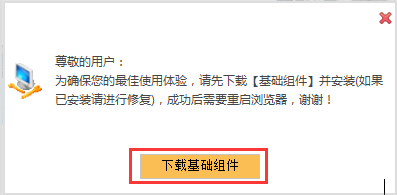 尊敬的用户：
为确保您的最佳使用体验，请先下载【基础组件】并安装(如果
已安装请进行修复)，成功后需要重启浏览器，谢谢！
下载基础组件